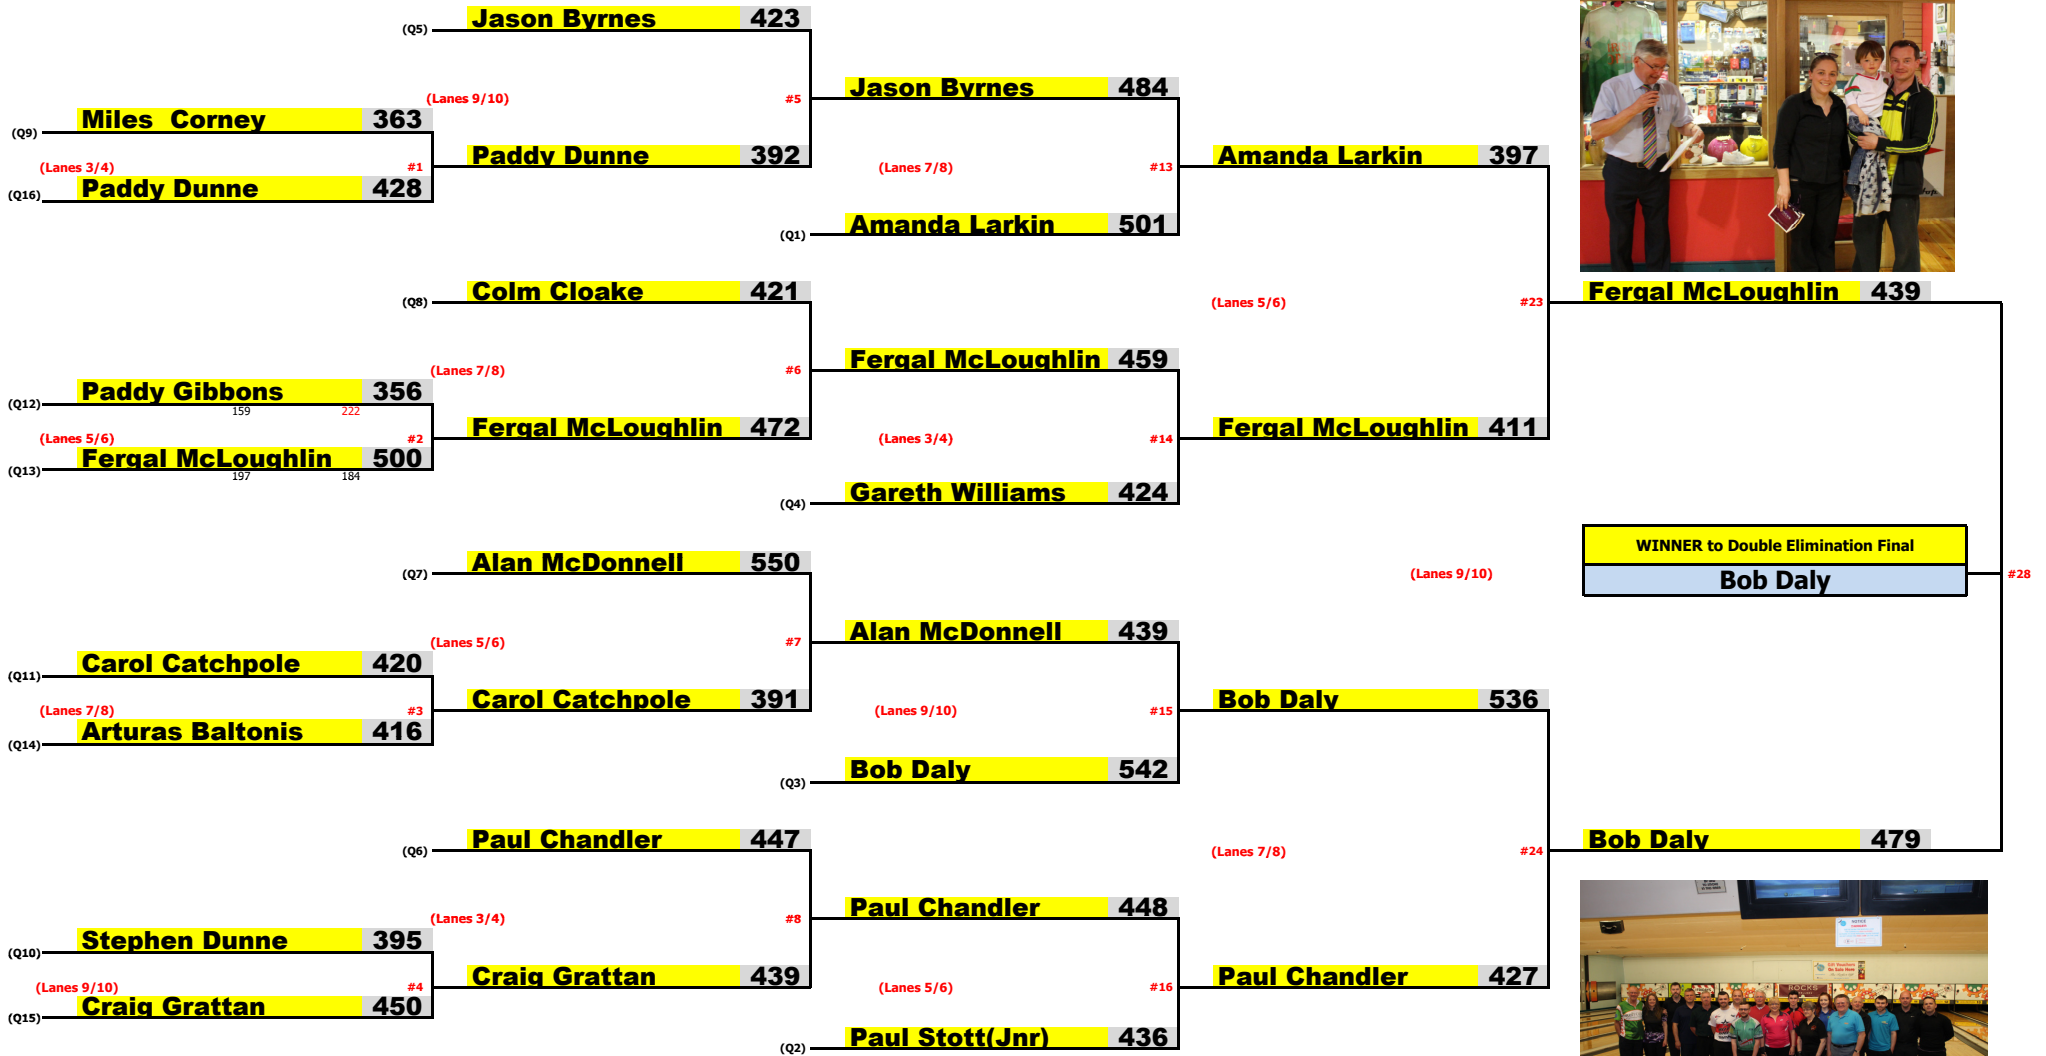 (Q5) Jason Byrnes 423
(Lanes 9/10) #5
Jason Byrnes 484
(Q9) Miles  Corney 363
(Lanes 3/4) #1
Paddy Dunne 392
(Lanes 7/8) #13
Amanda Larkin 397
(Q16) Paddy Dunne 428
(Q1) Amanda Larkin 501
(Q8) Colm Cloake 421
(Lanes 5/6) #23
Fergal McLoughlin 439
(Lanes 7/8) #6
Fergal McLoughlin 459
(Q12) Paddy Gibbons 356
159 222
(Lanes 5/6) #2
Fergal McLoughlin 472
(Lanes 3/4) #14
Fergal McLoughlin 411
(Q13) Fergal McLoughlin 500
197 184
(Q4) Gareth Williams 424
WINNER to Double Elimination Final
(Q7) Alan McDonnell 550
(Lanes 9/10)
Bob Daly
#28
(Lanes 5/6) #7
Alan McDonnell 439
(Q11) Carol Catchpole 420
(Lanes 7/8) #3
Carol Catchpole 391
(Lanes 9/10) #15
Bob Daly 536
(Q14) Arturas Baltonis 416
(Q3) Bob Daly 542
(Q6) Paul Chandler 447
(Lanes 7/8) #24
Bob Daly 479
(Lanes 3/4) #8
Paul Chandler 448
(Q10) Stephen Dunne 395
(Lanes 9/10) #4
Craig Grattan 439
(Lanes 5/6) #16
Paul Chandler 427
(Q15) Craig Grattan 450
(Q2) Paul Stott(Jnr) 436
NOTICE
Gift Vouchers
On Sale Here
ROCKS